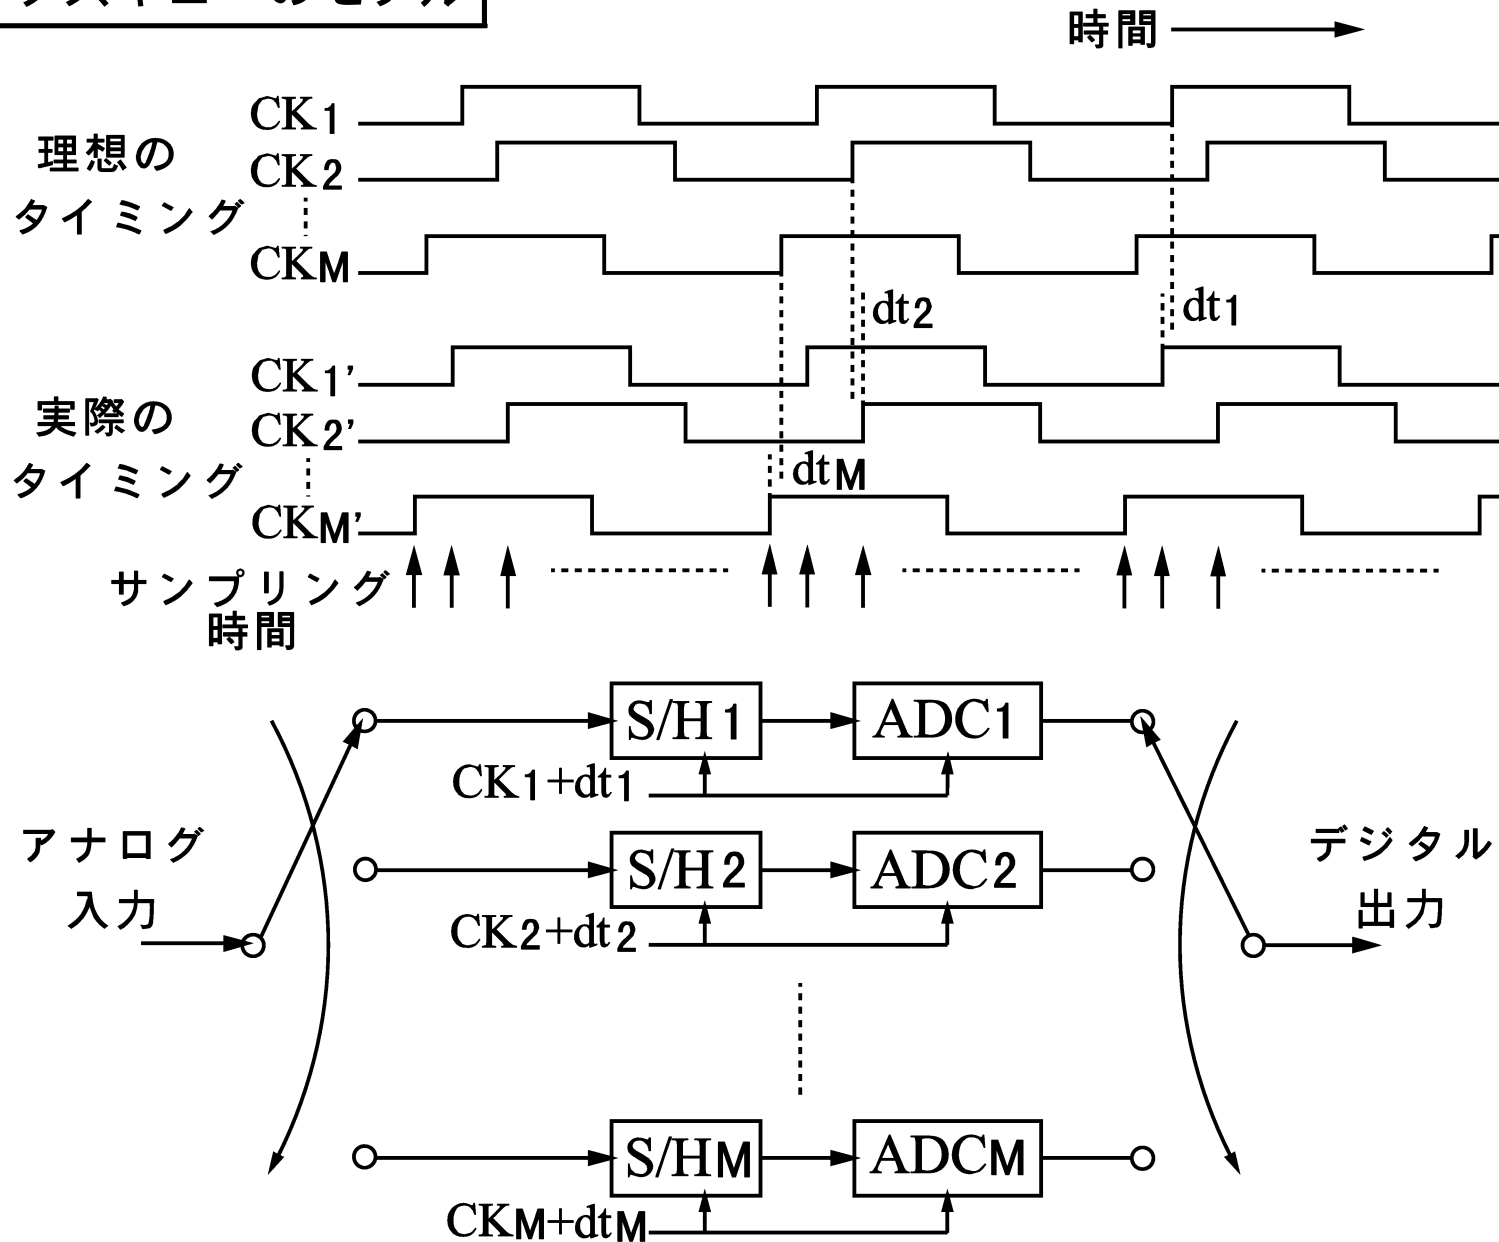 時間
CK1
理想の
CK2
タイミング
CKM
dt2
dt1
CK1'
実際の
CK2'
タイミング
dtM
CKM'
サンプリング
時間
S/H1
ADC1
CK1+dt1
アナログ
入力
S/H2
ADC2
デジタル
出力
CK2+dt2
S/HM
ADCM
CKM+dtM